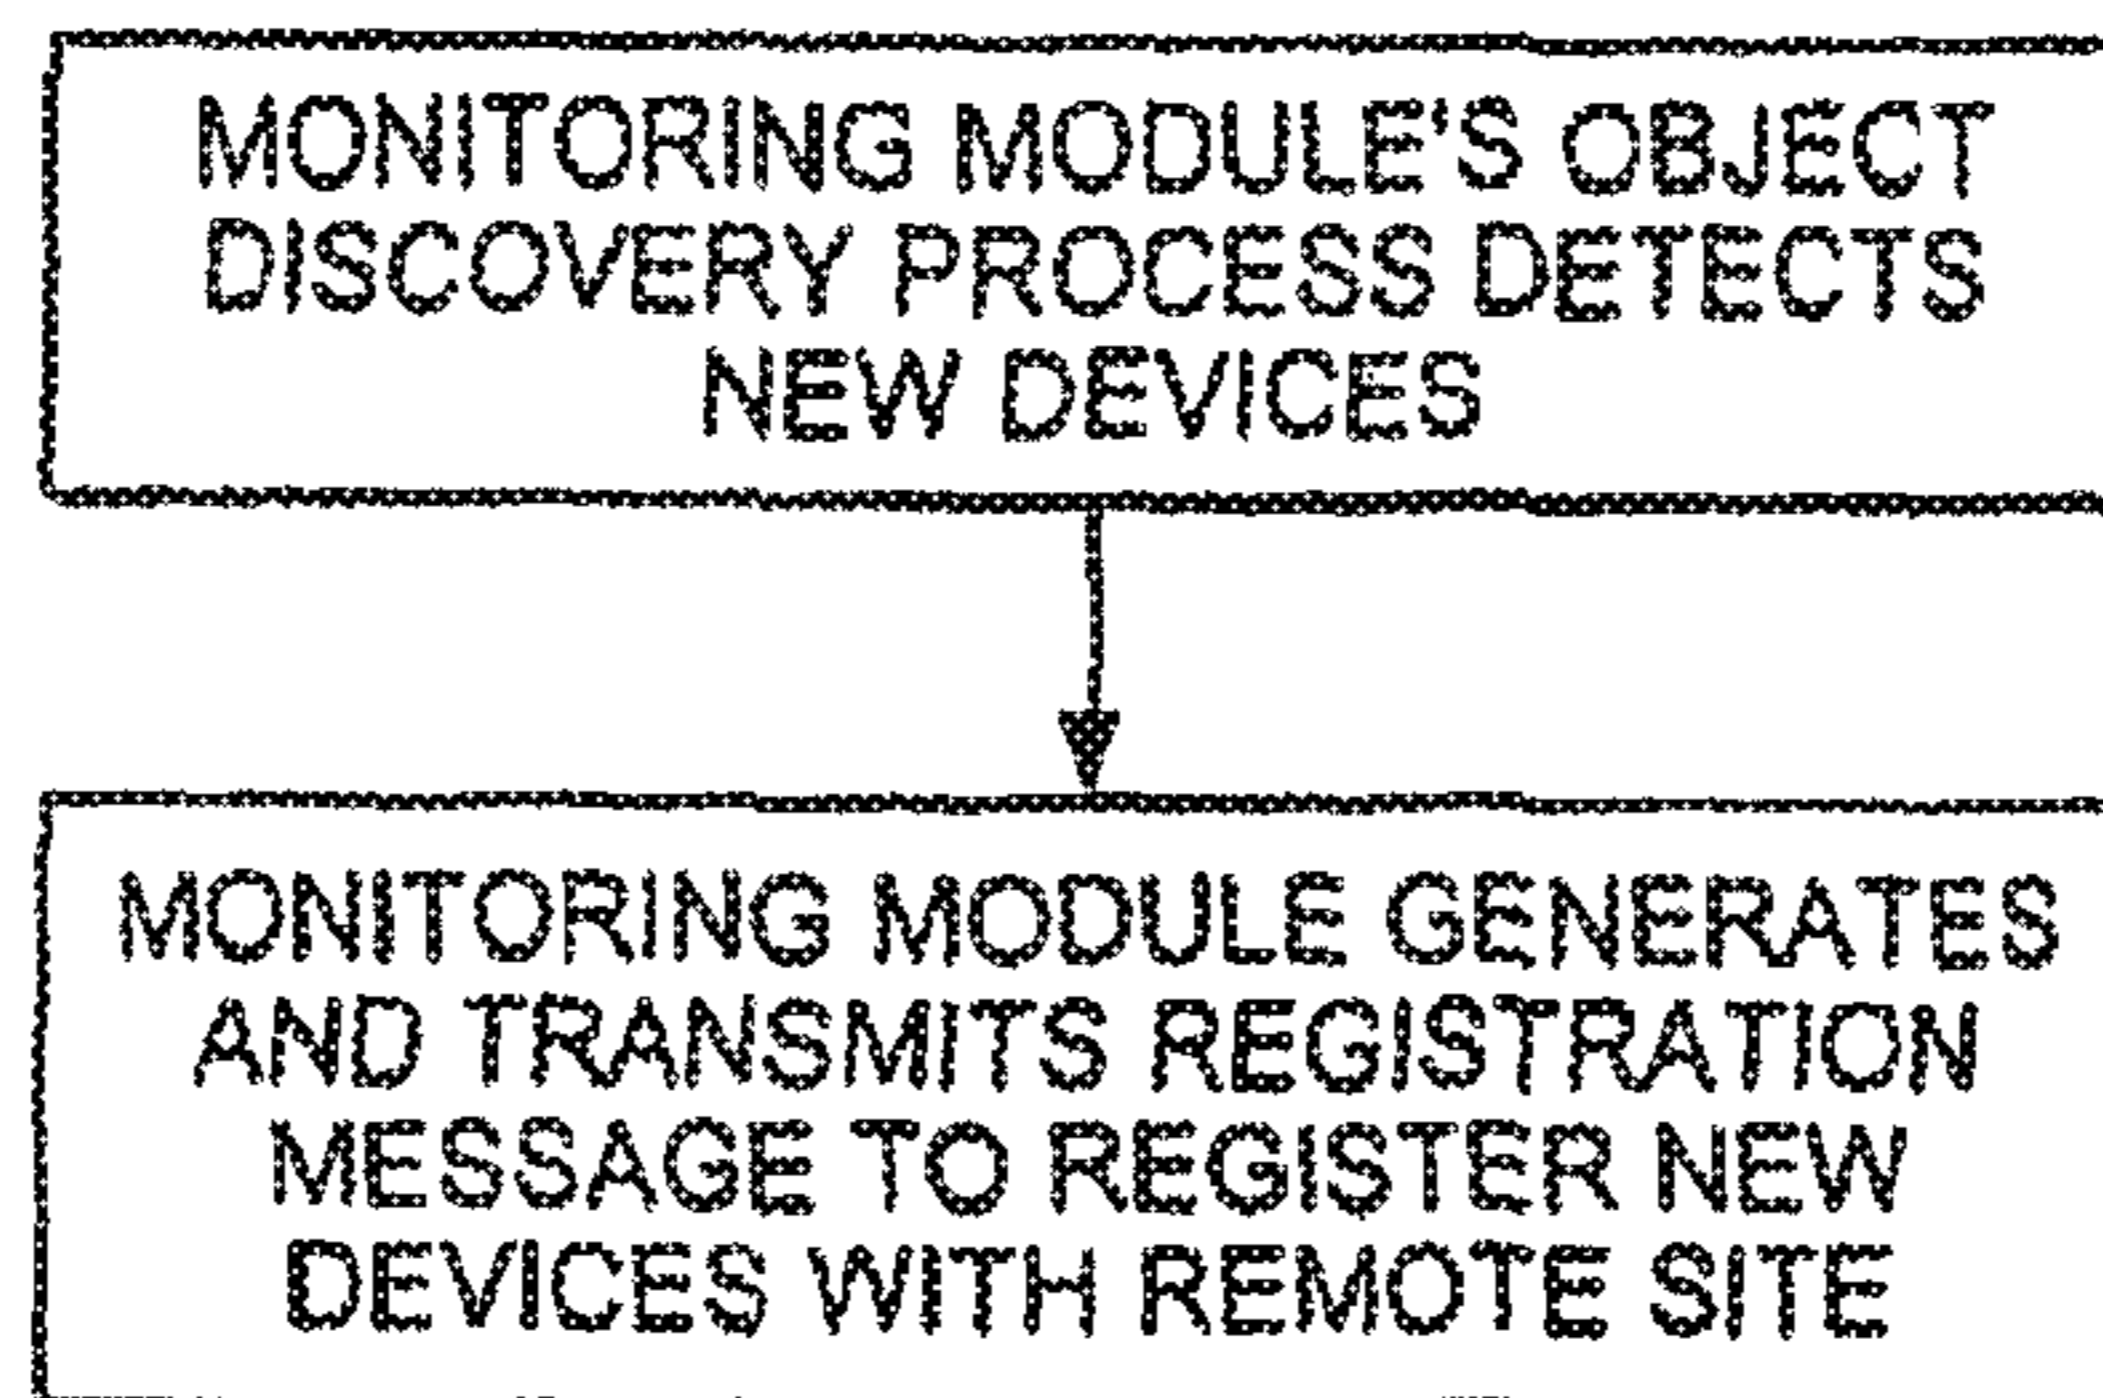 MONITORING MODULE'S OBJECT
DISCOVERY PROCESS DETECTS
NEW DEVICES
MONITORING MODULE GENERATES
AND TRANSMITS REGISTRATION
MESSAGE TO REGISTER NEW
DEVICES WITH REMOTE SITE